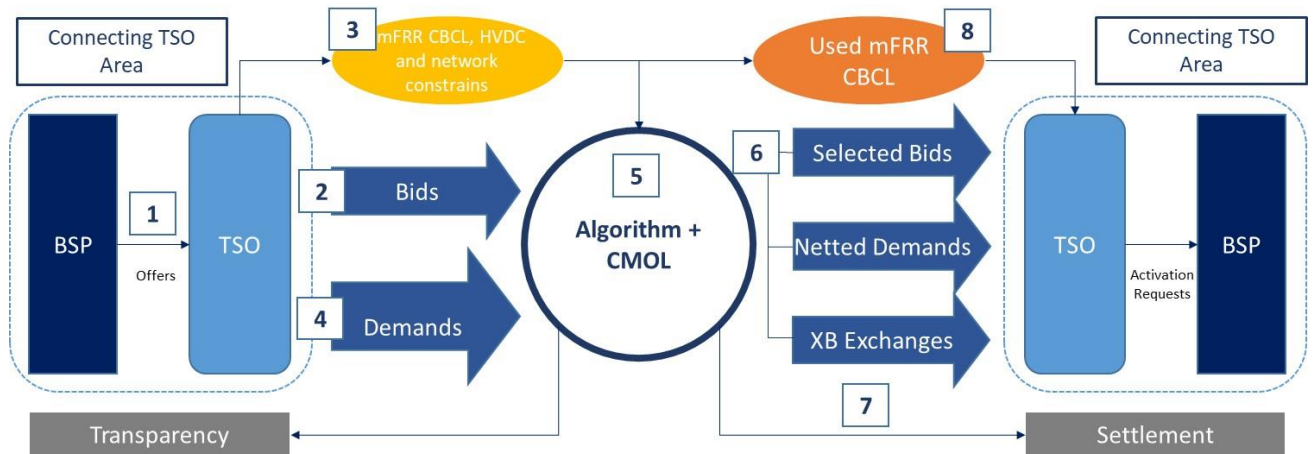 Connecting TSO
Area
3
mFRR CBCL, HVDC
and network
constrains
8
Used mFRR
CBCL
Connecting TSO
Area
BSP
1
Offers
TSO
2
Bids
4
Demands
5
Algorithm +
CMOL
6
Selected Bids
Netted Demands
XB Exchanges
7
TSO
Activation
Requests
BSP
Transparency
Settlement